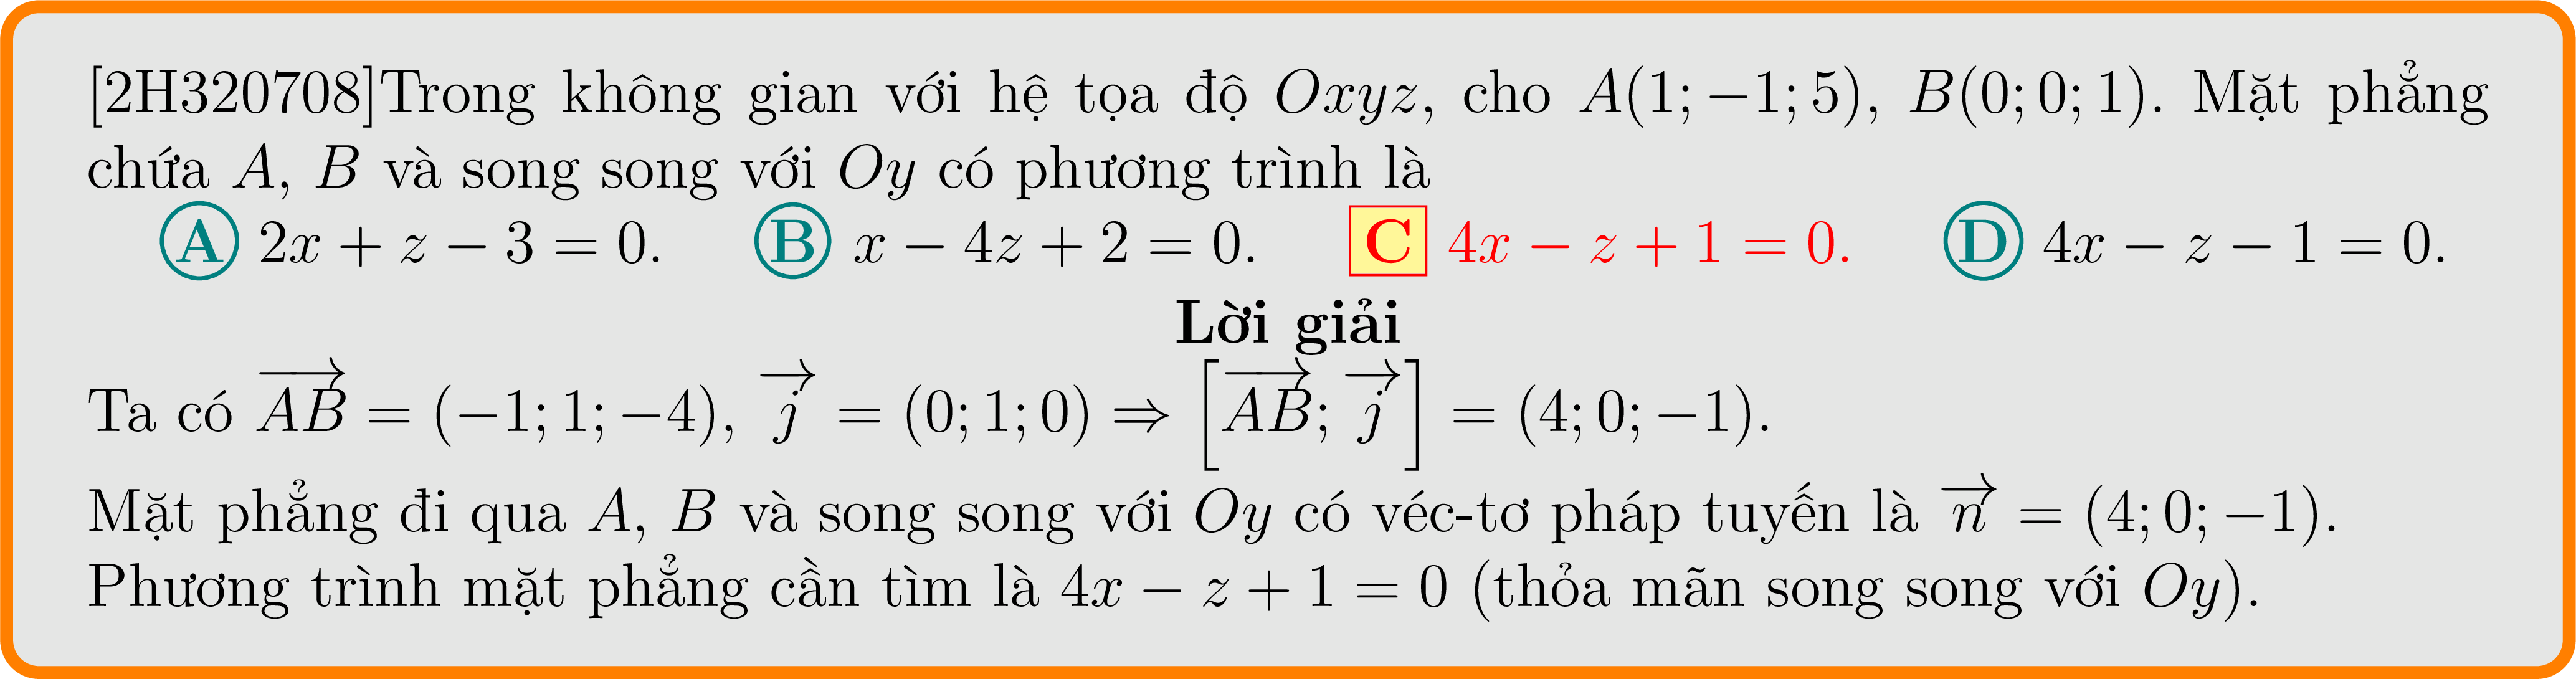 [2H320708]Trong không gian với hệ tọa độ Oxyz, cho A(1; −1; 5), B(0; 0; 1). Mặt phẳng
chứa A, B và song song với Oy có phương trình là
A 2x + z − 3 = 0. B x − 4z + 2 = 0. C 4x − z + 1 = 0. D 4x − z − 1 = 0.
Lời giải
Ta có $\overrightarrow{AB}$ = (−1; 1; −4), $\overrightarrow{j}$ = (0; 1; 0) ⇒ [$\overrightarrow{AB}$; $\overrightarrow{j}$] = (4; 0; −1).
Mặt phẳng đi qua A, B và song song với Oy có véc-tơ pháp tuyến là $\overrightarrow{n}$ = (4; 0; −1).
Phương trình mặt phẳng cần tìm là 4x − z + 1 = 0 (thỏa mãn song song với Oy).